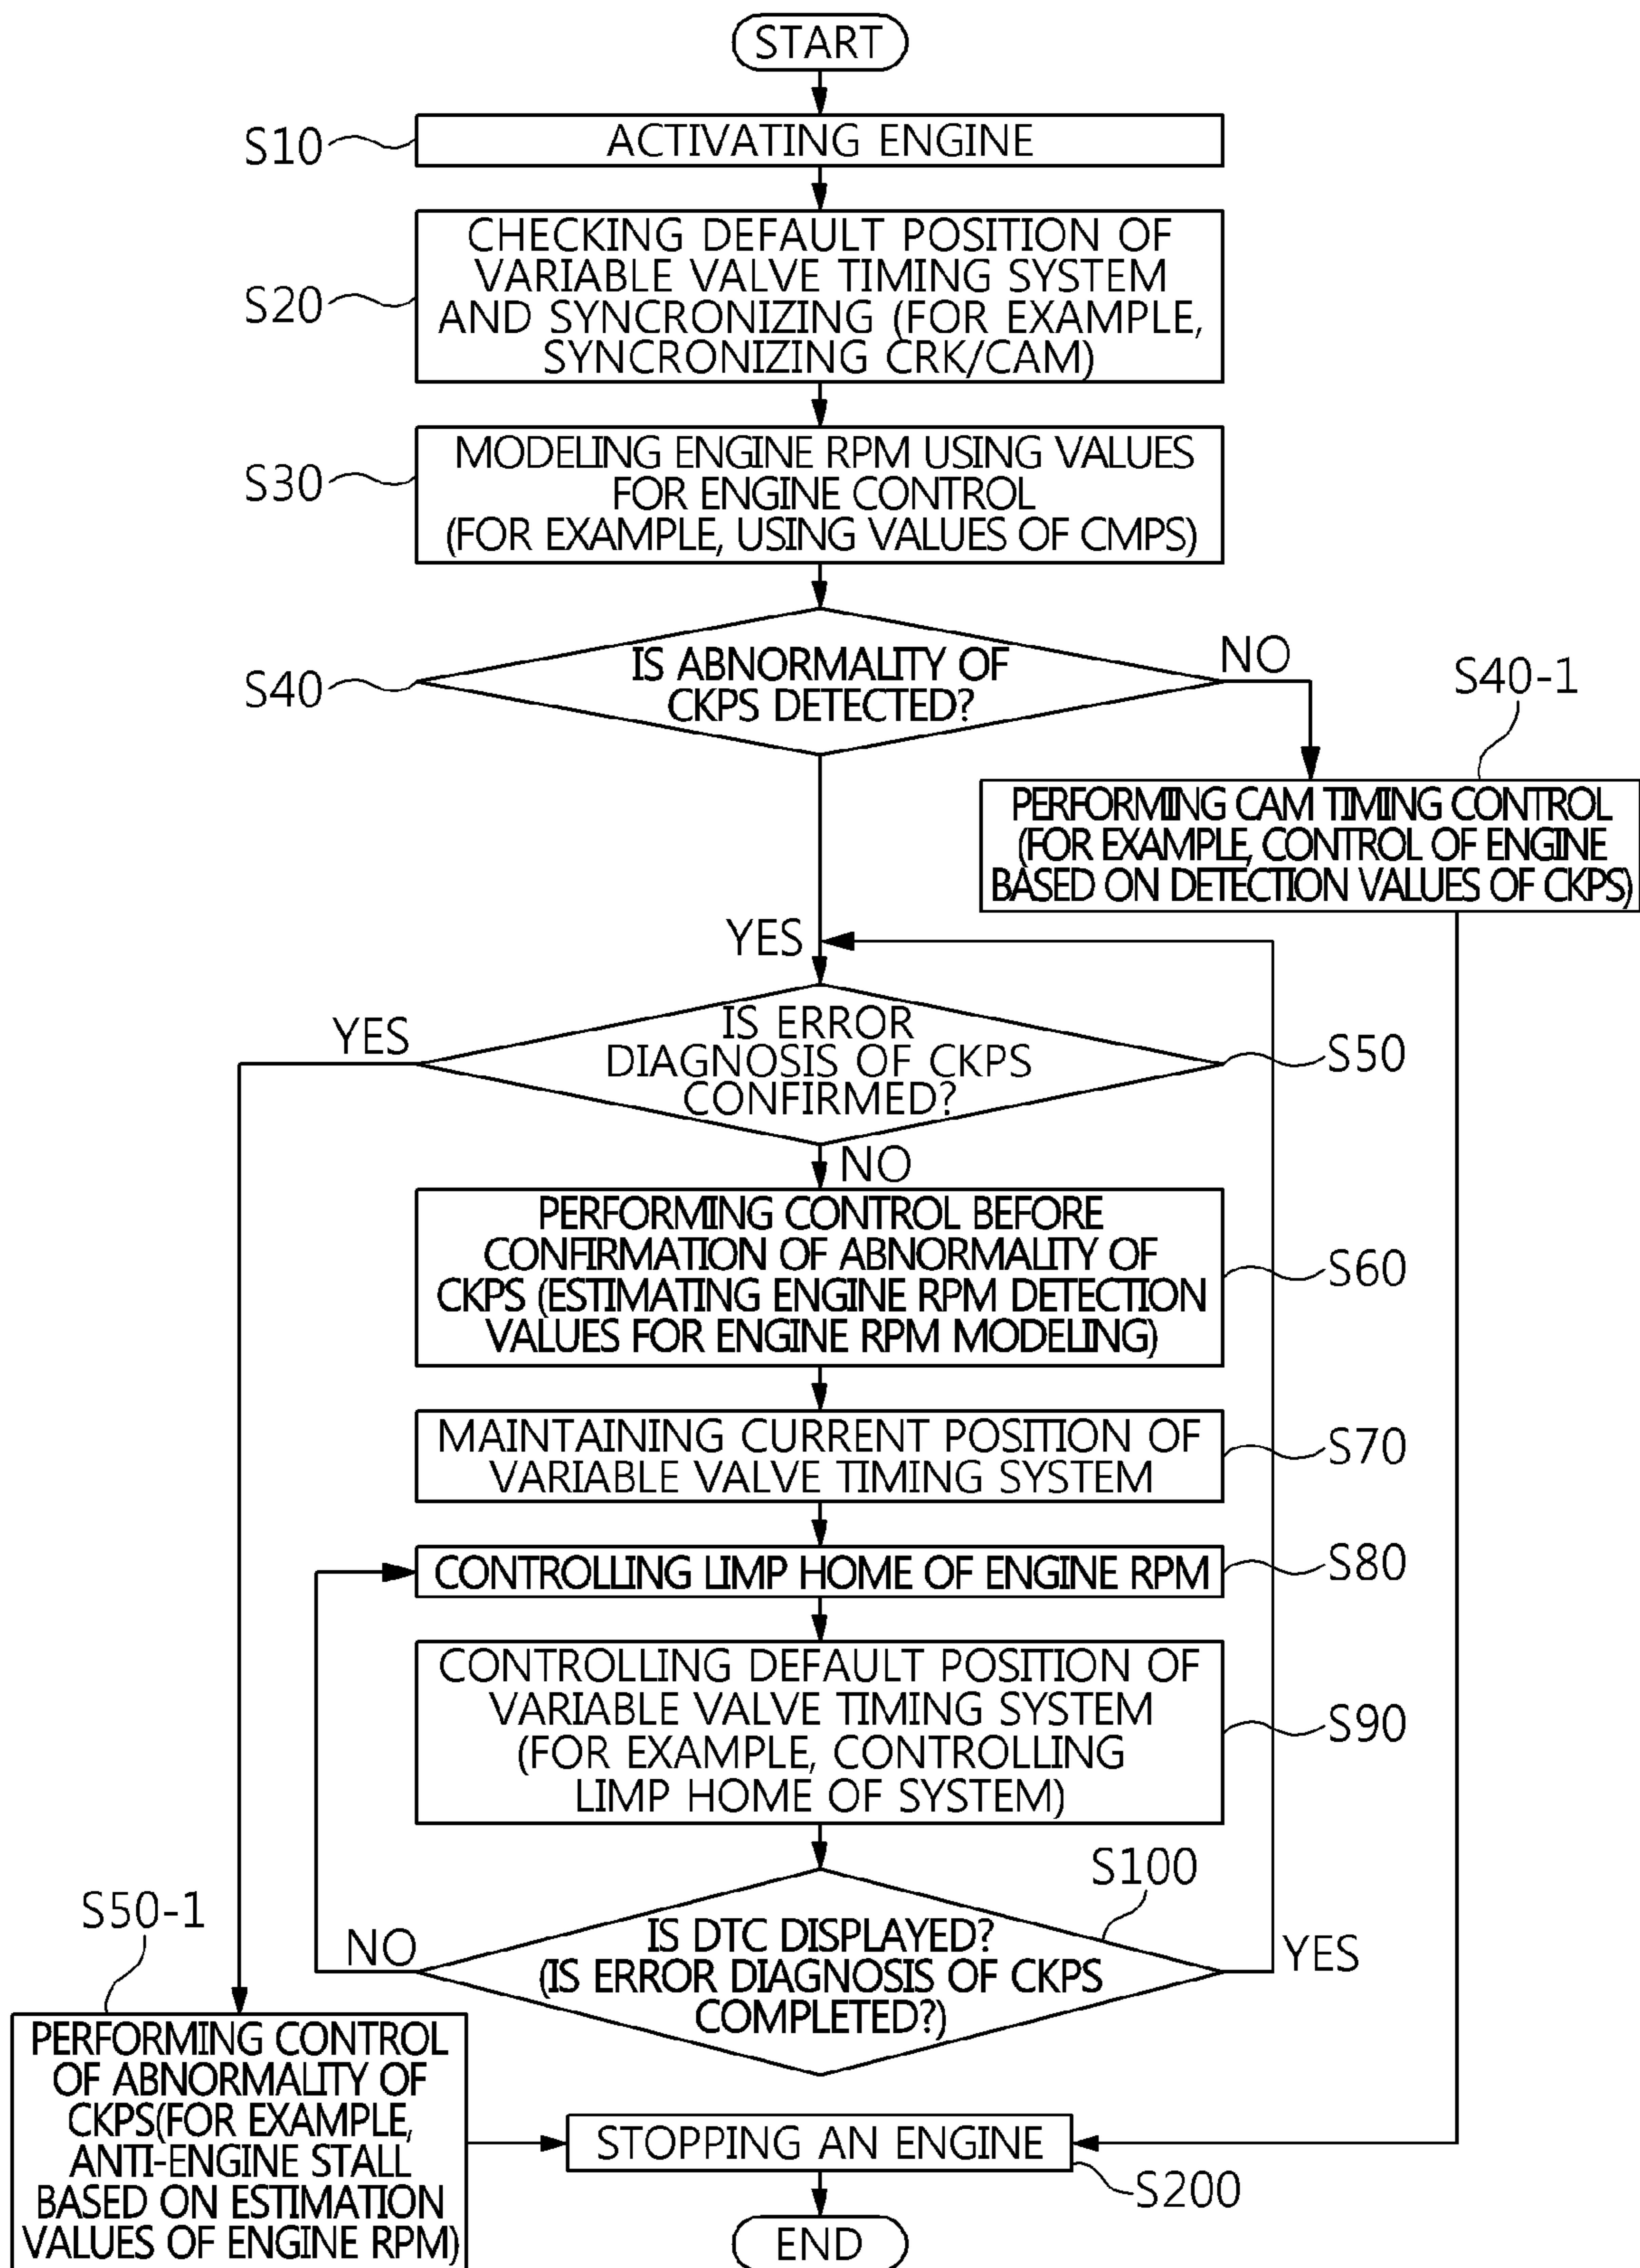 START
S10
ACTIVATING ENGINE
S20
CHECKING DEFAULT POSITION OF
VARIABLE VALVE TIMING SYSTEM
AND SYNCRONIZING (FOR EXAMPLE,
SYNCRONIZING CRK/CAM)
S30
MODELING ENGINE RPM USING VALUES
FOR ENGINE CONTROL
(FOR EXAMPLE, USING VALUES OF CMPS)
S40
IS ABNORMALITY OF
CKPS DETECTED?
NO
S40-1
PERFORMING CAM TIMING CONTROL
(FOR EXAMPLE, CONTROL OF ENGINE
BASED ON DETECTION VALUES OF CKPS)
YES
YES
IS ERROR
DIAGNOSIS OF CKPS
CONFIRMED?
S50
NO
PERFORMING CONTROL BEFORE
CONFIRMATION OF ABNORMALITY OF
CKPS (ESTIMATING ENGINE RPM DETECTION
VALUES FOR ENGINE RPM MODELING)
S60
MAINTAINING CURRENT POSITION OF
VARIABLE VALVE TIMING SYSTEM
S70
CONTROLLING LIMP HOME OF ENGINE RPM
S80
CONTROLLING DEFAULT POSITION OF
VARIABLE VALVE TIMING SYSTEM
(FOR EXAMPLE, CONTROLLING
LIMP HOME OF SYSTEM)
S90
S100
S50-1
NO
IS DTC DISPLAYED?
(IS ERROR DIAGNOSIS OF CKPS
COMPLETED?)
YES
PERFORMING CONTROL
OF ABNORMALITY OF
CKPS(FOR EXAMPLE,
ANTI-ENGINE STALL
BASED ON ESTIMATION
VALUES OF ENGINE RPM)
STOPPING AN ENGINE
S200
END